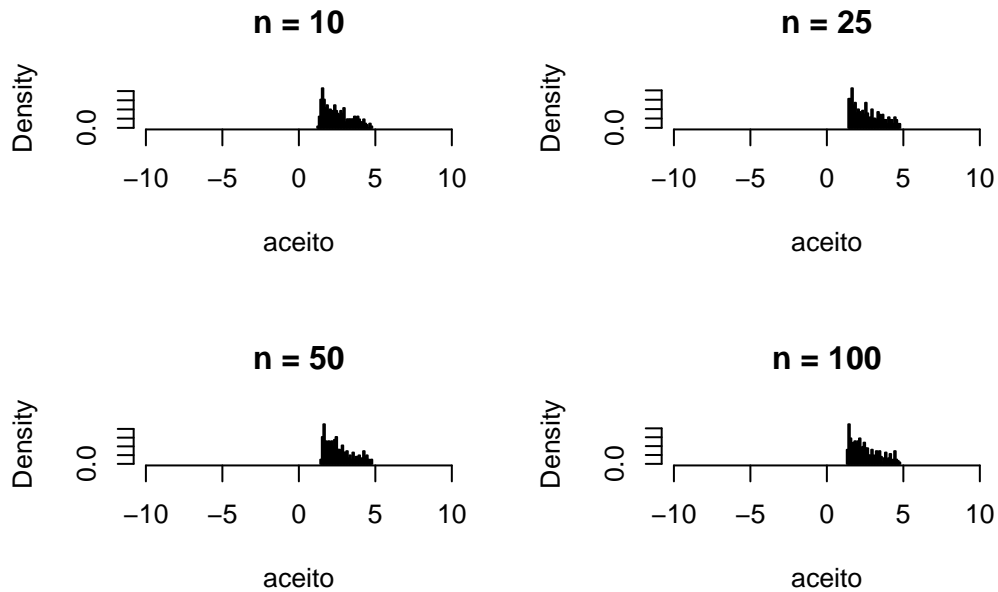 n = 10
Density
0.0
−10 −5 0 5 10
aceito
n = 25
Density
0.0
−10 −5 0 5 10
aceito
n = 50
Density
0.0
−10 −5 0 5 10
aceito
n = 100
Density
0.0
−10 −5 0 5 10
aceito